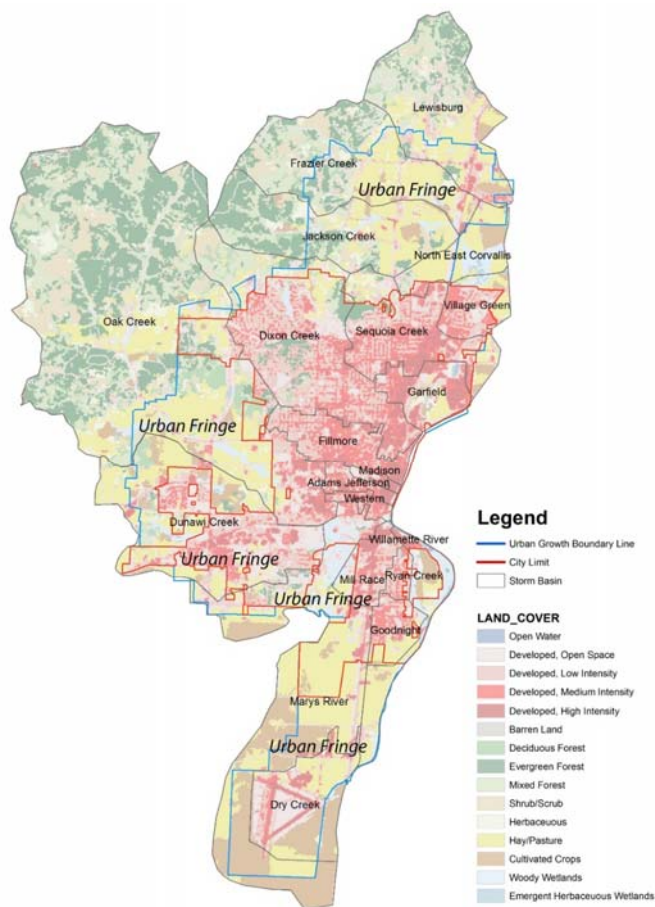 Lewisburg
Frazier Creek
Urban Fringe
Jackson Creek
North East Corvallis
Village Green
Oak Creek
Dixon Creek
Sequoia Creek
Garfield
Urban Fringe
Fillmore
Madison
Adams Jefferson
Western
Dunawi Creek
Willamette River
Urban Fringe
Mill Race
Ryan Creek
Urban Fringe
Goodnight
Marys River
Urban Fringe
Dry Creek
Legend
Urban Growth Boundary Line
City Limit
Storm Basin
LAND_COVER
Open Water
Developed, Open Space
Developed, Low Intensity
Developed, Medium Intensity
Developed, High Intensity
Barren Land
Deciduous Forest
Evergreen Forest
Mixed Forest
Shrub/Scrub
Herbaceuous
Hay/Pasture
Cultivated Crops
Woody Wetlands
Emergent Herbaceuous Wetlands